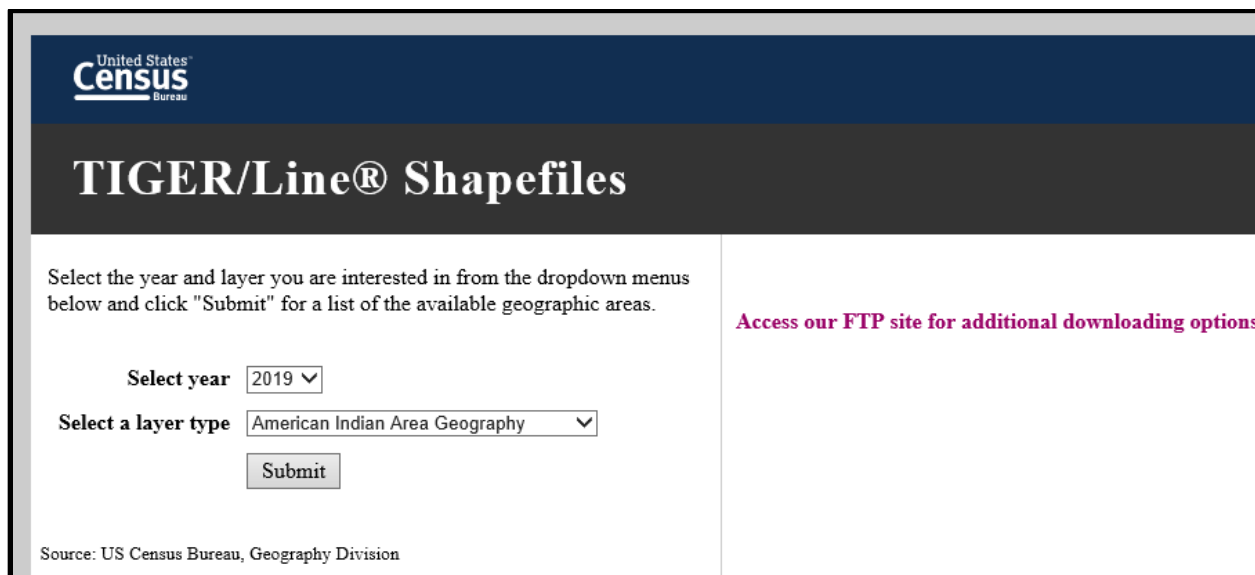 United States™
Census
Bureau
TIGER/Line® Shapefiles
Select the year and layer you are interested in from the dropdown menus
below and click "Submit" for a list of the available geographic areas.
Select year 2019
Select a layer type American Indian Area Geography
Submit
Source: US Census Bureau, Geography Division
Access our FTP site for additional downloading options